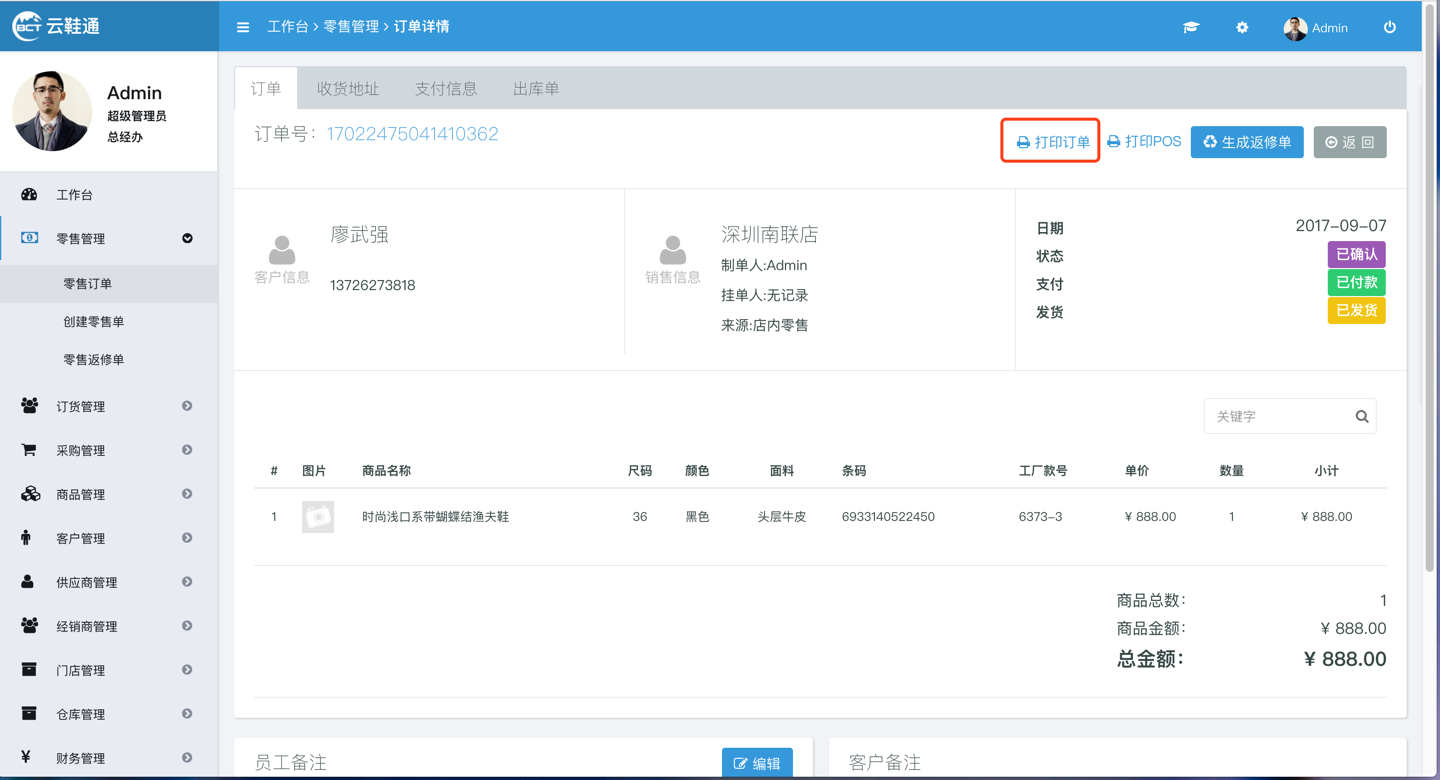 BCT 云鞋通
工作台 > 零售管理 > 订单详情
Admin
Admin
超级管理员
总经办
工作台
零售管理
零售订单
创建零售单
零售返修单
订货管理
采购管理
商品管理
客户管理
供应商管理
经销商管理
门店管理
仓库管理
¥ 财务管理
订单 收货地址 支付信息 出库单
订单号: 17022475041410362
打印订单 打印POS 生成返修单 返 回
客户信息
廖武强
13726273818
销售信息
深圳南联店
制单人:Admin
挂单人:无记录
来源:店内零售
日期 2017-09-07
状态 已确认
支付 已付款
发货 已发货
关键字
# 图片 商品名称 尺码 颜色 面料 条码 工厂款号 单价 数量 小计
1 时尚浅口系带蝴蝶结渔夫鞋 36 黑色 头层牛皮 6933140522450 6373-3 ¥ 888.00 1 ¥ 888.00
商品总数: 1
商品金额: ¥ 888.00
总金额: ¥ 888.00
员工备注 编辑
客户备注